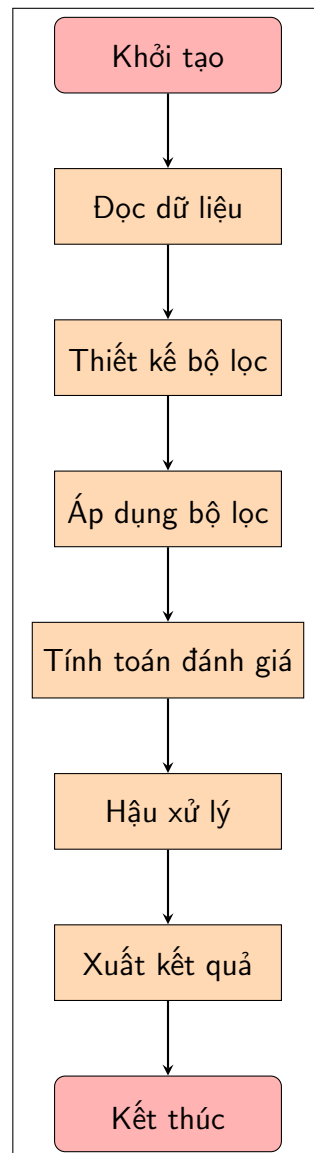 Khởi tạo
Đọc dữ liệu
Thiết kế bộ lọc
Áp dụng bộ lọc
Tính toán đánh giá
Hậu xử lý
Xuất kết quả
Kết thúc